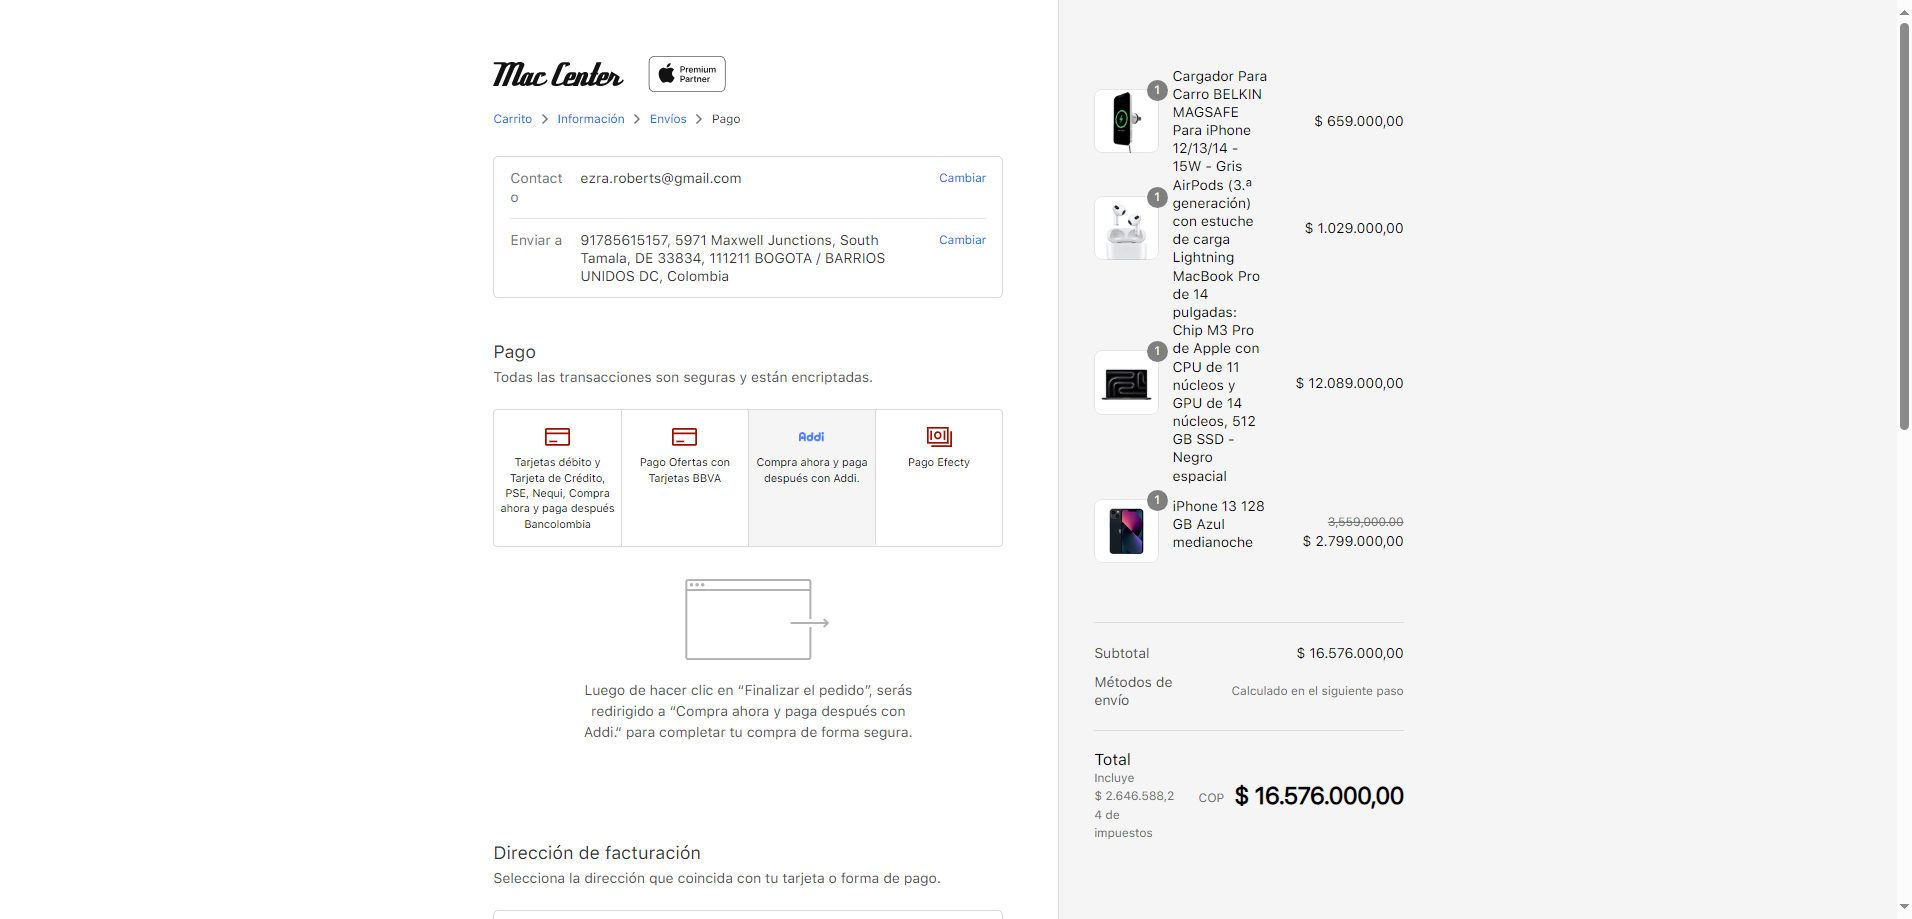 Mac Center
Premium
Partner
Carrito
Información
Envíos
Pago
Contact
o
ezra.roberts@gmail.com
Cambiar
Enviar a
91785615157, 5971 Maxwell Junctions, South
Tamala, DE 33834, 111211 BOGOTA / BARRIOS
UNIDOS DC, Colombia
Cambiar
Pago
Todas las transacciones son seguras y están encriptadas.
Tarjetas débito y
Tarjeta de Crédito,
PSE, Nequi, Compra
ahora y paga después
Bancolombia
Pago Ofertas con
Tarjetas BBVA
Addi
Compra ahora y paga
después con Addi.
Pago Efecty
Luego de hacer clic en “Finalizar el pedido”, serás
redirigido a “Compra ahora y paga después con
Addi.“ para completar tu compra de forma segura.
Dirección de facturación
Selecciona la dirección que coincida con tu tarjeta o forma de pago.
1
Cargador Para
Carro BELKIN
MAGSAFE
Para iPhone
12/13/14 -
15W - Gris
$ 659.000,00
1
AirPods (3.ª
generación)
con estuche
de carga
Lightning
$ 1.029.000,00
1
MacBook Pro
de 14
pulgadas:
Chip M3 Pro
de Apple con
CPU de 11
núcleos y
GPU de 14
núcleos, 512
GB SSD -
Negro
espacial
$ 12.089.000,00
1
iPhone 13 128
GB Azul
medianoche
3,559,000.00
$ 2.799.000,00
Subtotal
$ 16.576.000,00
Métodos de
envío
Calculado en el siguiente paso
Total
Incluye
$ 2.646.588,2
4 de
impuestos
COP
$ 16.576.000,00